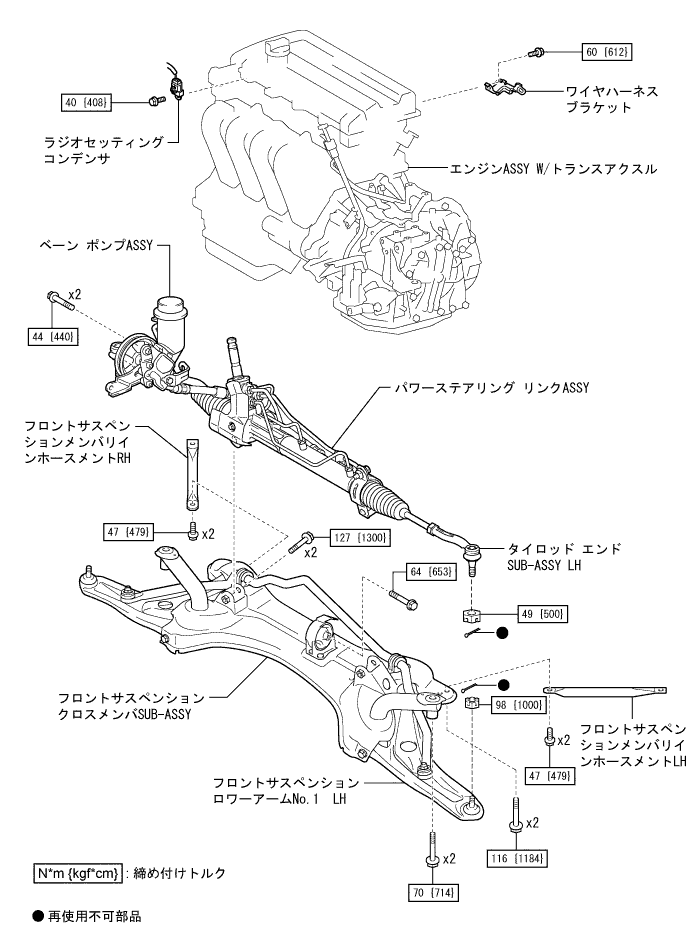 60 {612}
40 {408}
ワイヤハーネス
ブラケット
ラジオセッティング
コンデンサ
エンジンASSY W/トランスアクスル
ベーン ポンプASSY
x2
44 {440}
パワーステアリング リンクASSY
フロントサスペン
ションメンバリイ
ンホースメントRH
47 {479}
x2
127 {1300}
x2
タイロッド エンド
SUB-ASSY LH
64 {653}
49 {500}
●
●
98 {1000}
フロントサスペンション
クロスメンバSUB-ASSY
フロントサスペン
ションメンバリイ
ンホースメントLH
x2
47 {479}
フロントサスペンション
ロワーアームNo.1 LH
x2
116 {1184}
x2
70 {714}
N*m {kgf*cm} : 締め付けトルク
● 再使用不可部品